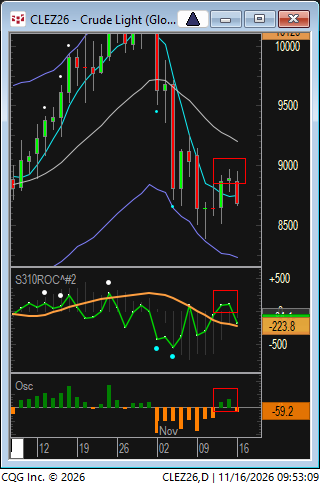 CLEZ26 - Crude Light (Glo...
10000
9500
9000
8500
S310ROC^#2
+500
-223.8
-500
Osc
-59.2
Nov
12
19
26
02
09
16
CQG Inc. © 2026
CLEZ26,D | 11/16/2026 09:53:09